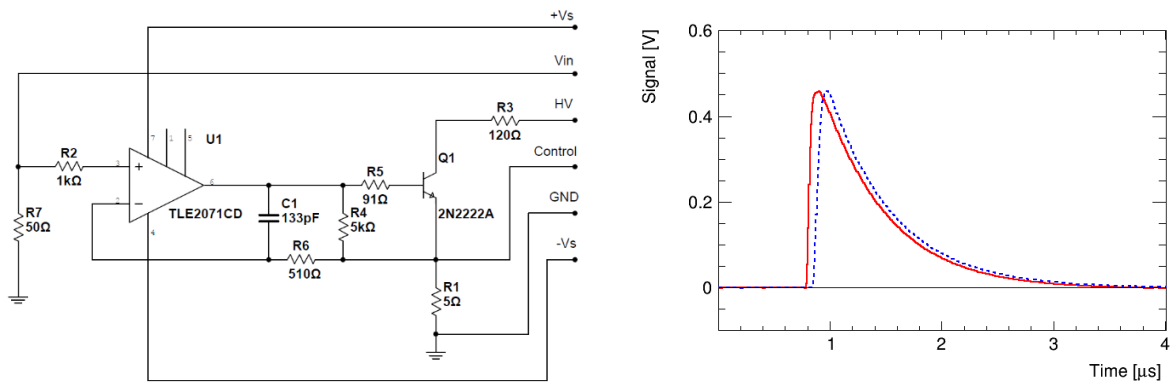 +Vs
Vin
HV
R3
120Ω
U1
7
1
5
R2
1kΩ
3
+
Q1
Control
R5
91Ω
6
2
−
TLE2071CD
C1
133pF
R4
5kΩ
2N2222A
GND
R7
50Ω
4
R6
510Ω
-Vs
R1
5Ω
Signal [V]
0.6
0.4
0.2
0
1
2
3
4
Time [μs]